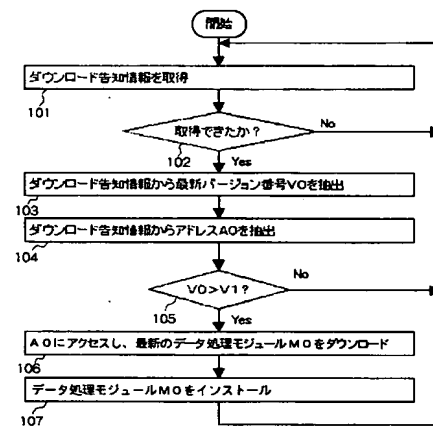 開始
ダウンロード告知情報を取得
101
取得できたか？
No
102
Yes
ダウンロード告知情報から最新バージョン番号V0を抽出
103
ダウンロード告知情報からアドレスA0を抽出
104
V0＞V1？
No
105
Yes
A0にアクセスし、最新のデータ処理モジュールM0をダウンロード
106
データ処理モジュールM0をインストール
107